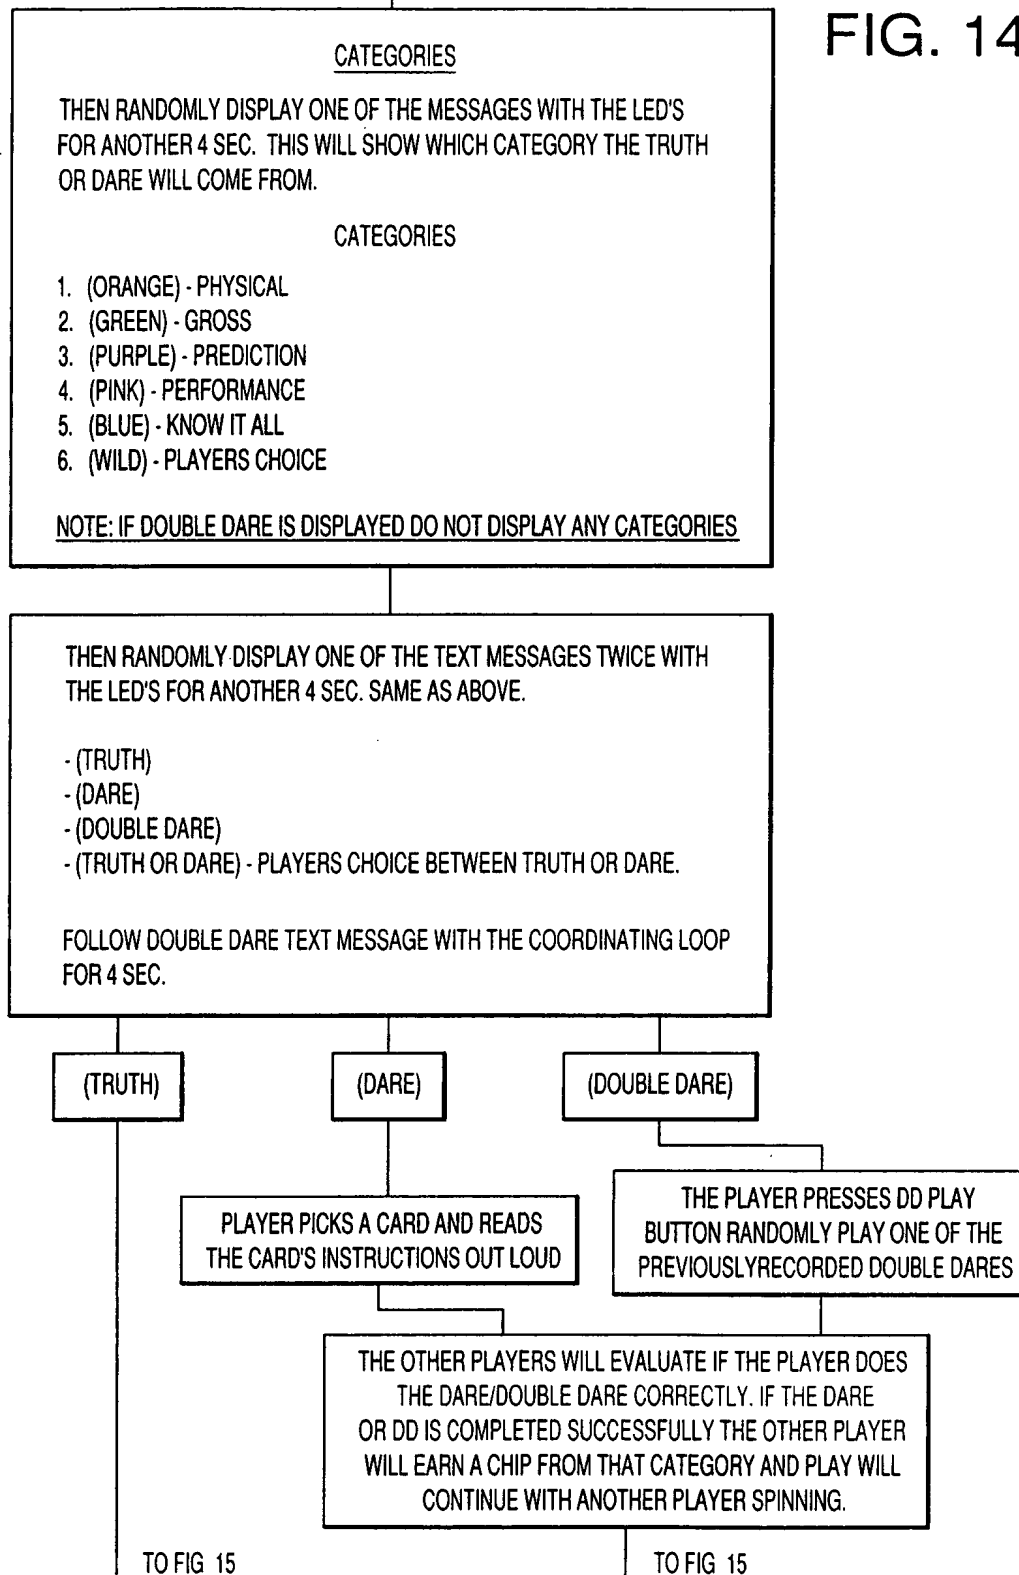 FIG. 14
CATEGORIES
THEN RANDOMLY DISPLAY ONE OF THE MESSAGES WITH THE LED'S
FOR ANOTHER 4 SEC. THIS WILL SHOW WHICH CATEGORY THE TRUTH
OR DARE WILL COME FROM.
CATEGORIES
1. (ORANGE) - PHYSICAL
2. (GREEN) - GROSS
3. (PURPLE) - PREDICTION
4. (PINK) - PERFORMANCE
5. (BLUE) - KNOW IT ALL
6. (WILD) - PLAYERS CHOICE
NOTE: IF DOUBLE DARE IS DISPLAYED DO NOT DISPLAY ANY CATEGORIES
THEN RANDOMLY DISPLAY ONE OF THE TEXT MESSAGES TWICE WITH
THE LED'S FOR ANOTHER 4 SEC. SAME AS ABOVE.
- (TRUTH)
- (DARE)
- (DOUBLE DARE)
- (TRUTH OR DARE) - PLAYERS CHOICE BETWEEN TRUTH OR DARE.
FOLLOW DOUBLE DARE TEXT MESSAGE WITH THE COORDINATING LOOP
FOR 4 SEC.
(TRUTH)
(DARE)
(DOUBLE DARE)
PLAYER PICKS A CARD AND READS
THE CARD'S INSTRUCTIONS OUT LOUD
THE PLAYER PRESSES DD PLAY
BUTTON RANDOMLY PLAY ONE OF THE
PREVIOUSLYRECORDED DOUBLE DARES
THE OTHER PLAYERS WILL EVALUATE IF THE PLAYER DOES
THE DARE/DOUBLE DARE CORRECTLY. IF THE DARE
OR DD IS COMPLETED SUCCESSFULLY THE OTHER PLAYER
WILL EARN A CHIP FROM THAT CATEGORY AND PLAY WILL
CONTINUE WITH ANOTHER PLAYER SPINNING.
TO FIG 15
TO FIG 15